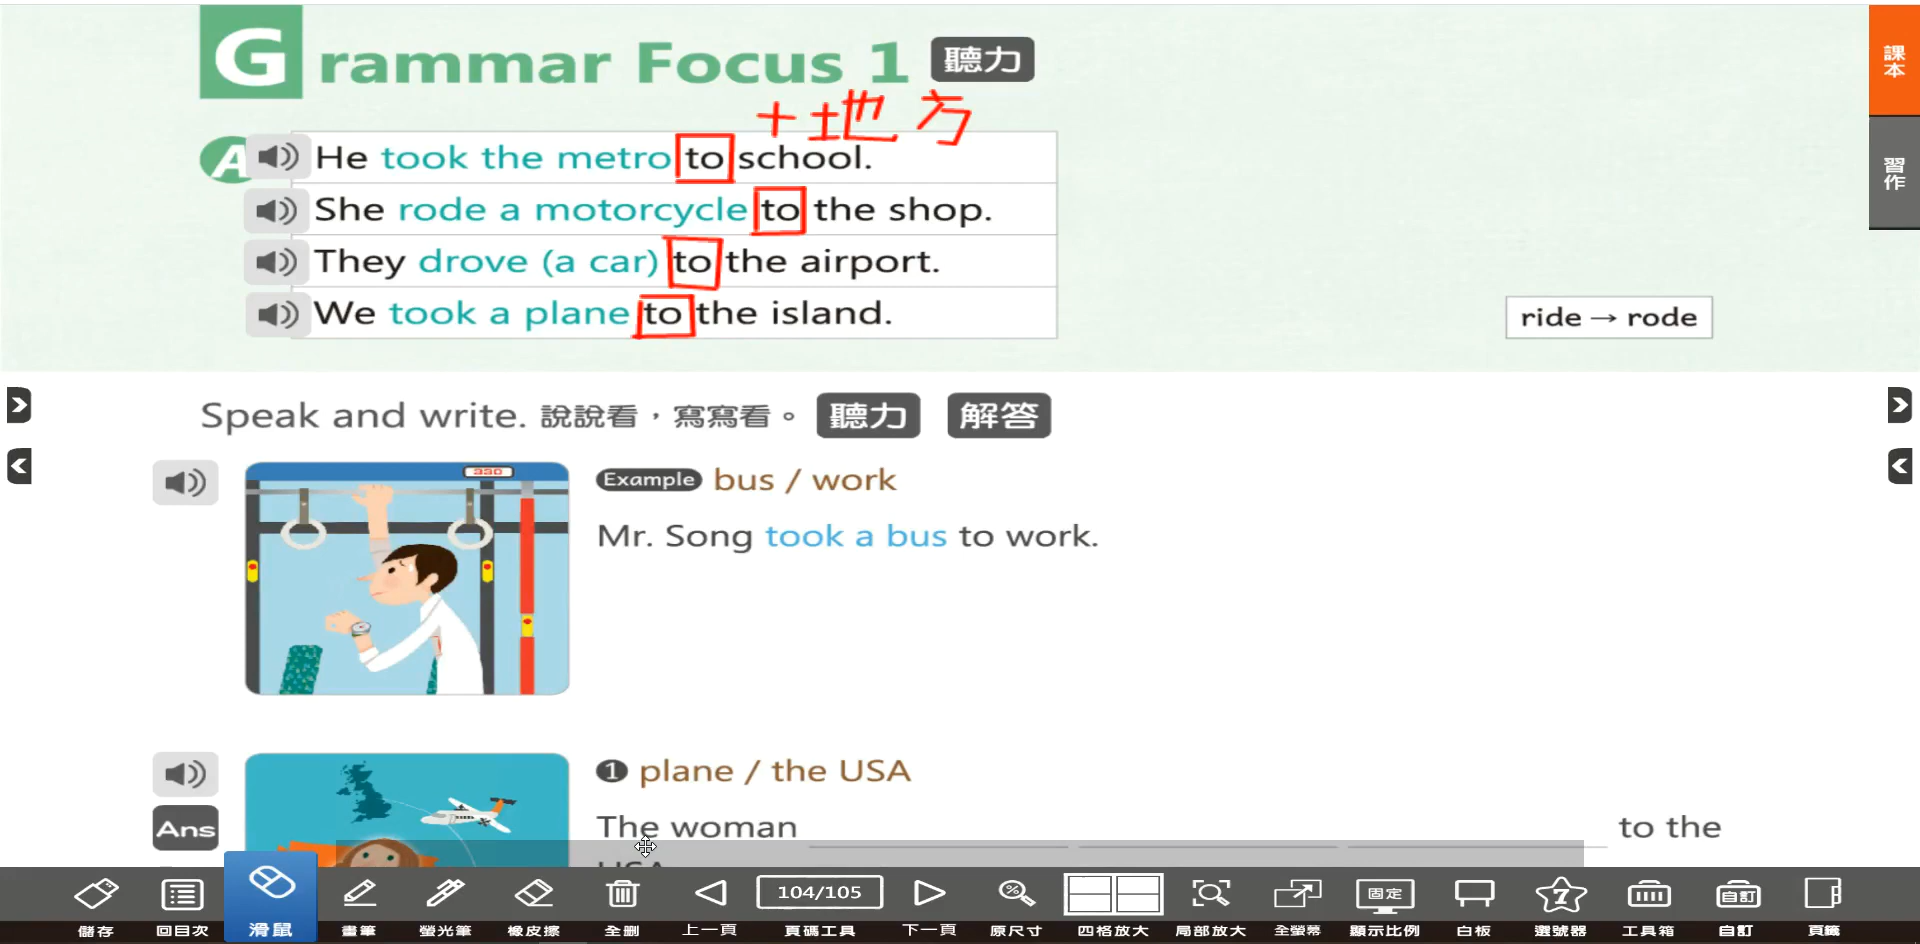 Grammar Focus 1 聽力
課本
+地方
A He took the metro to school.
習作
She rode a motorcycle to the shop.
They drove (a car) to the airport.
We took a plane to the island.
ride → rode
Speak and write. 說說看，寫寫看。 聽力 解答
330
Example bus / work
Mr. Song took a bus to work.
1 plane / the USA
Ans
The woman to the
USA
7 固定 自訂
104/105
儲存 回目次 滑鼠 畫筆 螢光筆 橡皮擦 全刪 上一頁 頁碼工具 下一頁 原尺寸 四格放大 局部放大 全螢幕 顯示比例 白板 選號器 工具箱 自訂 頁籤